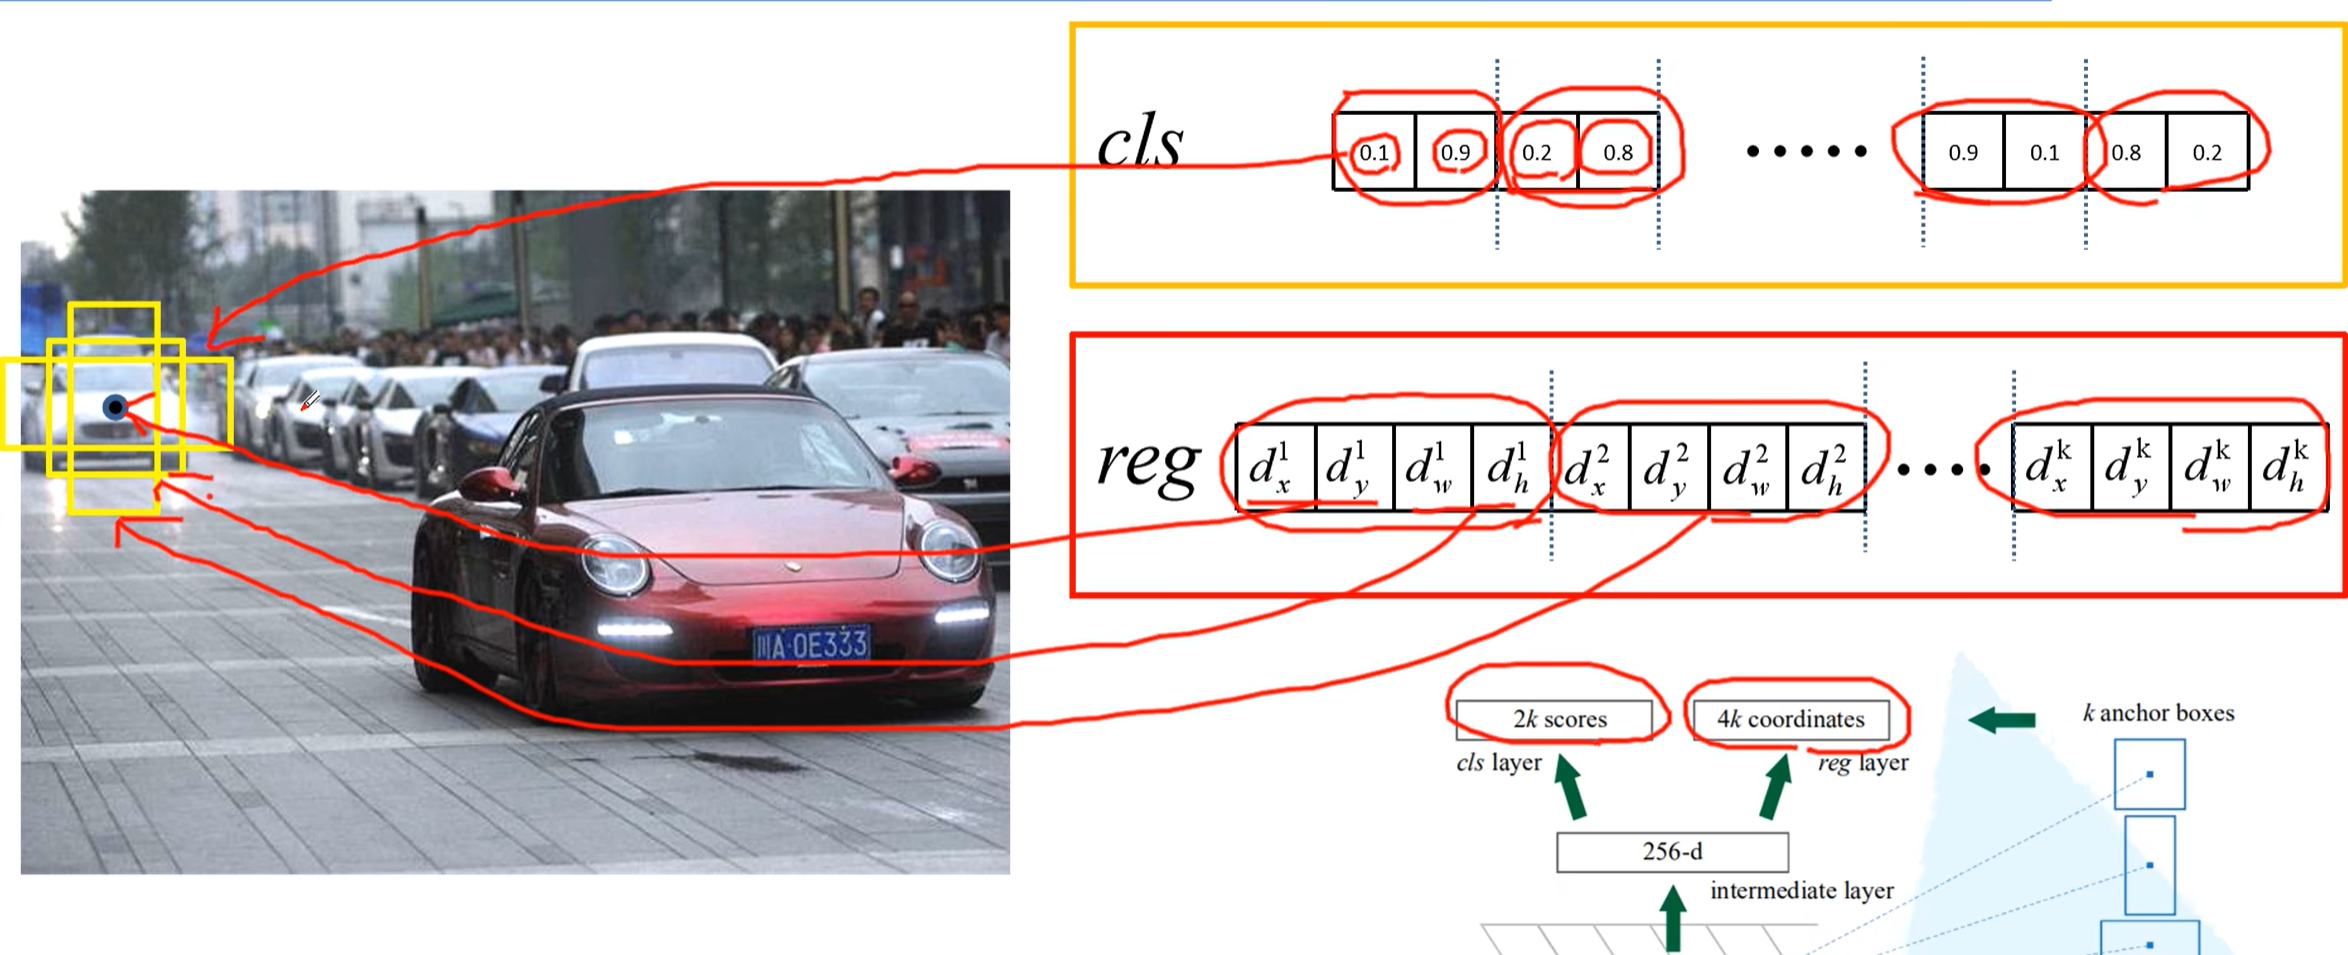 cls 0.1 0.9 0.2 0.8 ····· 0.9 0.1 0.8 0.2
reg d_x^1 d_y^1 d_w^1 d_h^1 d_x^2 d_y^2 d_w^2 d_h^2 ···· d_x^k d_y^k d_w^k d_h^k
川A·0E333
2k scores 4k coordinates k anchor boxes
cls layer reg layer
256-d
intermediate layer